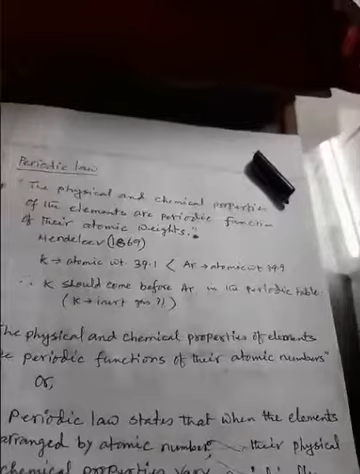 Periodic law
"The physical and chemical properties
of the elements are periodic function
of their atomic weights."
Mendeleev (1869)
K → atomic wt. 39.1 < Ar → atomic wt 39.9
∴ K should come before Ar in the periodic table.
(K → inert gas ?!)
The physical and chemical properties of elements
periodic functions of their atomic numbers"
Or,
Periodic law states that when the elements
arranged by atomic number, their physical
chemical properties vary